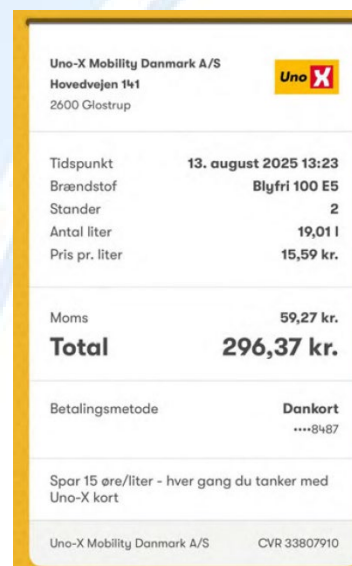 Uno-X Mobility Danmark A/S
Hovedvejen 141
2600 Glostrup
Uno X
Tidspunkt 13. august 2025 13:23
Brændstof Blyfri 100 E5
Stander 2
Antal liter 19,01 l
Pris pr. liter 15,59 kr.
Moms 59,27 kr.
Total 296,37 kr.
Betalingsmetode Dankort
••••8487
Spar 15 øre/liter - hver gang du tanker med
Uno-X kort
Uno-X Mobility Danmark A/S CVR 33807910